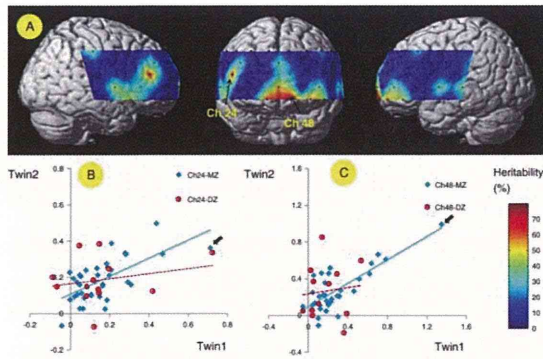 A
Ch 24
Ch 48
Twin2
B
Ch24-MZ
Ch24-DZ
0.8
0.6
0.4
0.2
0
-0.2
-0.2
0
0.2
0.4
0.6
0.8
Twin1
Twin2
C
Ch48-MZ
Ch48-DZ
1.6
1.2
0.8
0.4
0
-0.4
0
0.4
0.8
1.2
1.6
Twin1
Heritability
(%)
70
60
50
40
30
20
10
0